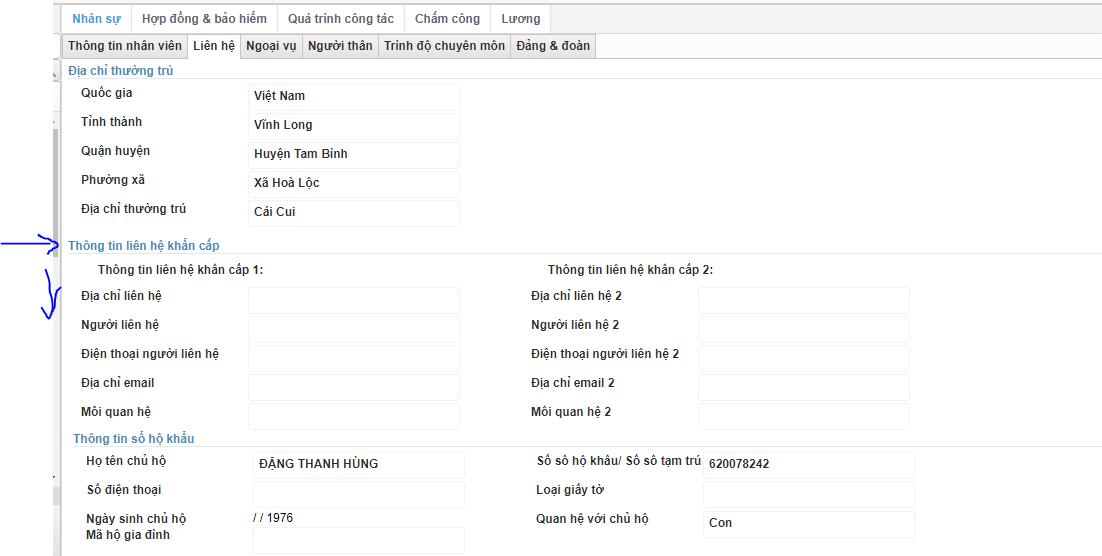 Nhân sự Hợp đồng & bảo hiểm Quá trình công tác Chấm công Lương
Thông tin nhân viên Liên hệ Ngoại vụ Người thân Trình độ chuyên môn Đảng & đoàn
Địa chỉ thường trú
Quốc gia Việt Nam
Tỉnh thành Vĩnh Long
Quận huyện Huyện Tam Bình
Phường xã Xã Hoà Lộc
Địa chỉ thường trú Cái Cui
Thông tin liên hệ khẩn cấp
Thông tin liên hệ khẩn cấp 1: Thông tin liên hệ khẩn cấp 2:
Địa chỉ liên hệ Địa chỉ liên hệ 2
Người liên hệ Người liên hệ 2
Điện thoại người liên hệ Điện thoại người liên hệ 2
Địa chỉ email Địa chỉ email 2
Mối quan hệ Mối quan hệ 2
Thông tin sổ hộ khẩu
Họ tên chủ hộ ĐẶNG THANH HÙNG Số sổ hộ khẩu/ Số sổ tạm trú 620078242
Số điện thoại Loại giấy tờ
Ngày sinh chủ hộ / / 1976 Quan hệ với chủ hộ Con
Mã hộ gia đình